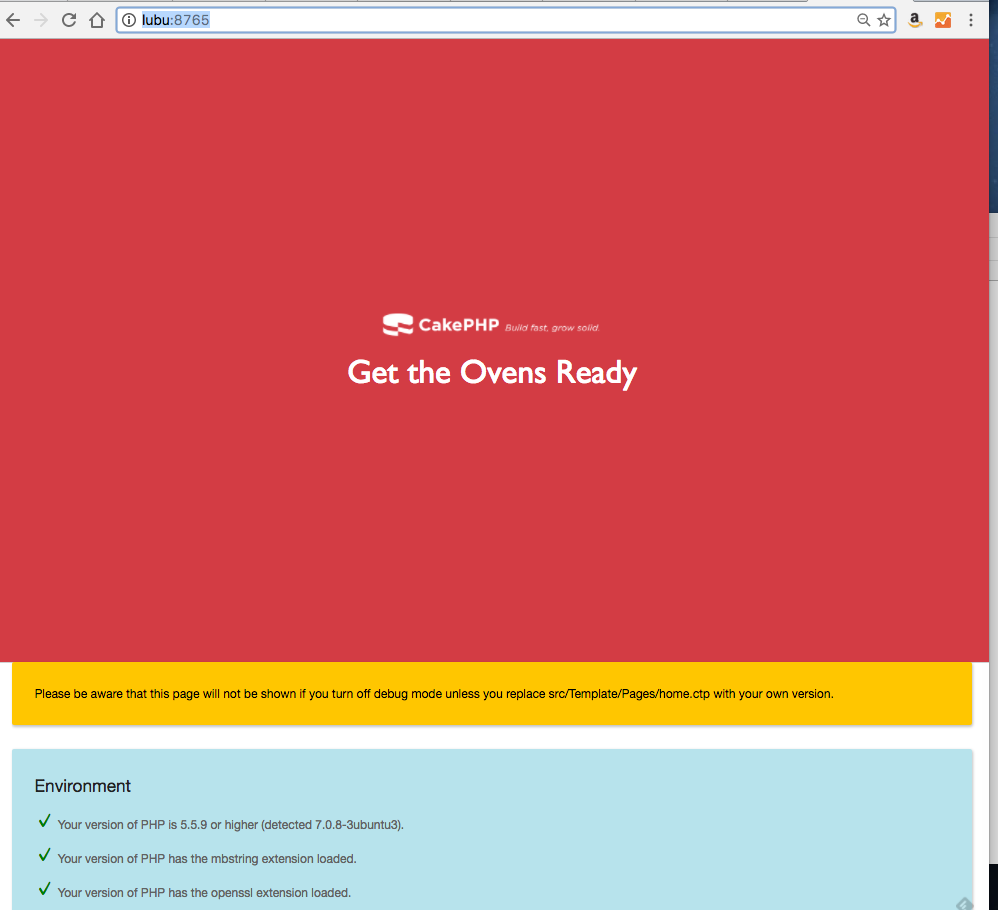 lubu:8765
CakePHP Build fast, grow solid.
Get the Ovens Ready
Please be aware that this page will not be shown if you turn off debug mode unless you replace src/Template/Pages/home.ctp with your own version.
Environment
Your version of PHP is 5.5.9 or higher (detected 7.0.8-3ubuntu3).
Your version of PHP has the mbstring extension loaded.
Your version of PHP has the openssl extension loaded.